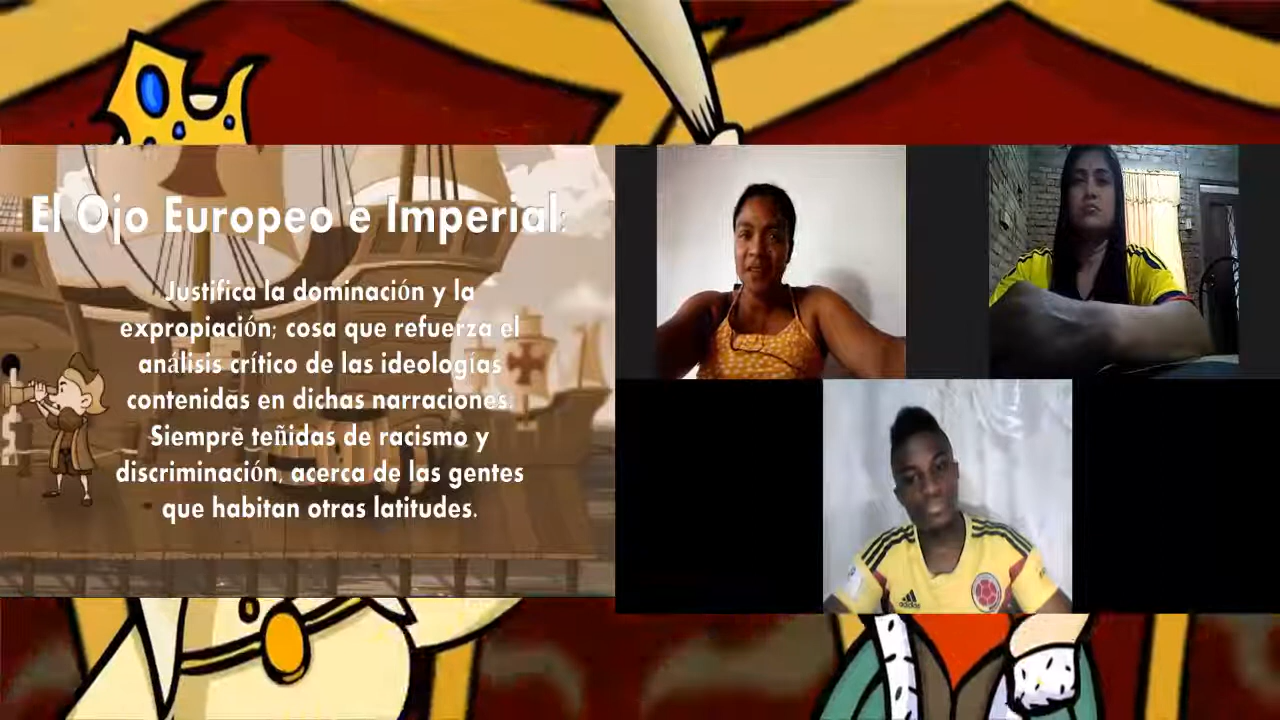 El Ojo Europeo e Imperial:
Justifica la dominación y la
expropiación; cosa que refuerza el
análisis crítico de las ideologías
contenidas en dichas narraciones.
Siempre teñidas de racismo y
discriminación, acerca de las gentes
que habitan otras latitudes.
adidas